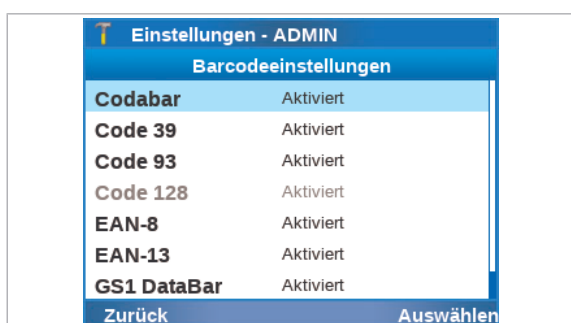 Einstellungen - ADMIN
Barcodeeinstellungen
Codabar Aktiviert
Code 39 Aktiviert
Code 93 Aktiviert
Code 128 Aktiviert
EAN-8 Aktiviert
EAN-13 Aktiviert
GS1 DataBar Aktiviert
Zurück Auswählen